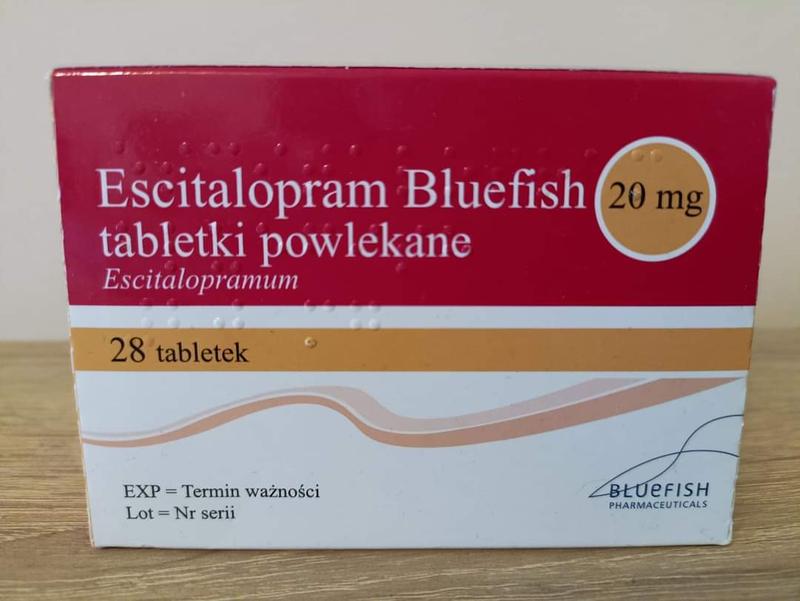 Escitalopram Bluefish
20 mg
tabletki powlekane
Escitalopramum
28 tabletek
EXP = Termin ważności
Lot = Nr serii
BLUEFISH
PHARMACEUTICALS